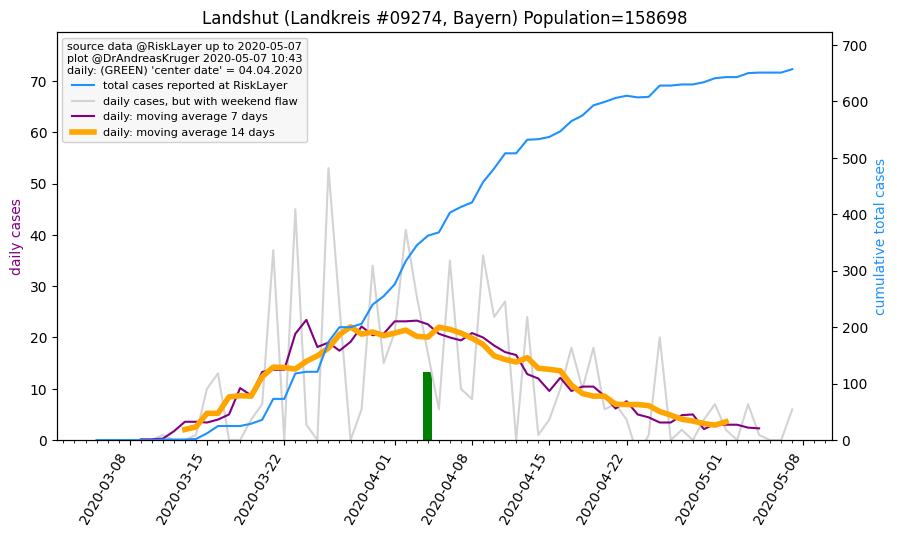 Landshut (Landkreis #09274, Bayern) Population=158698
source data @RiskLayer up to 2020-05-07
plot @DrAndreasKruger 2020-05-07 10:43
daily: (GREEN) 'center date' = 04.04.2020
total cases reported at RiskLayer
daily cases, but with weekend flaw
daily: moving average 7 days
daily: moving average 14 days
daily cases
70
60
50
40
30
20
10
0
700
600
500
400
300
200
100
0
cumulative total cases
2020-03-08
2020-03-15
2020-03-22
2020-04-01
2020-04-08
2020-04-15
2020-04-22
2020-05-01
2020-05-08